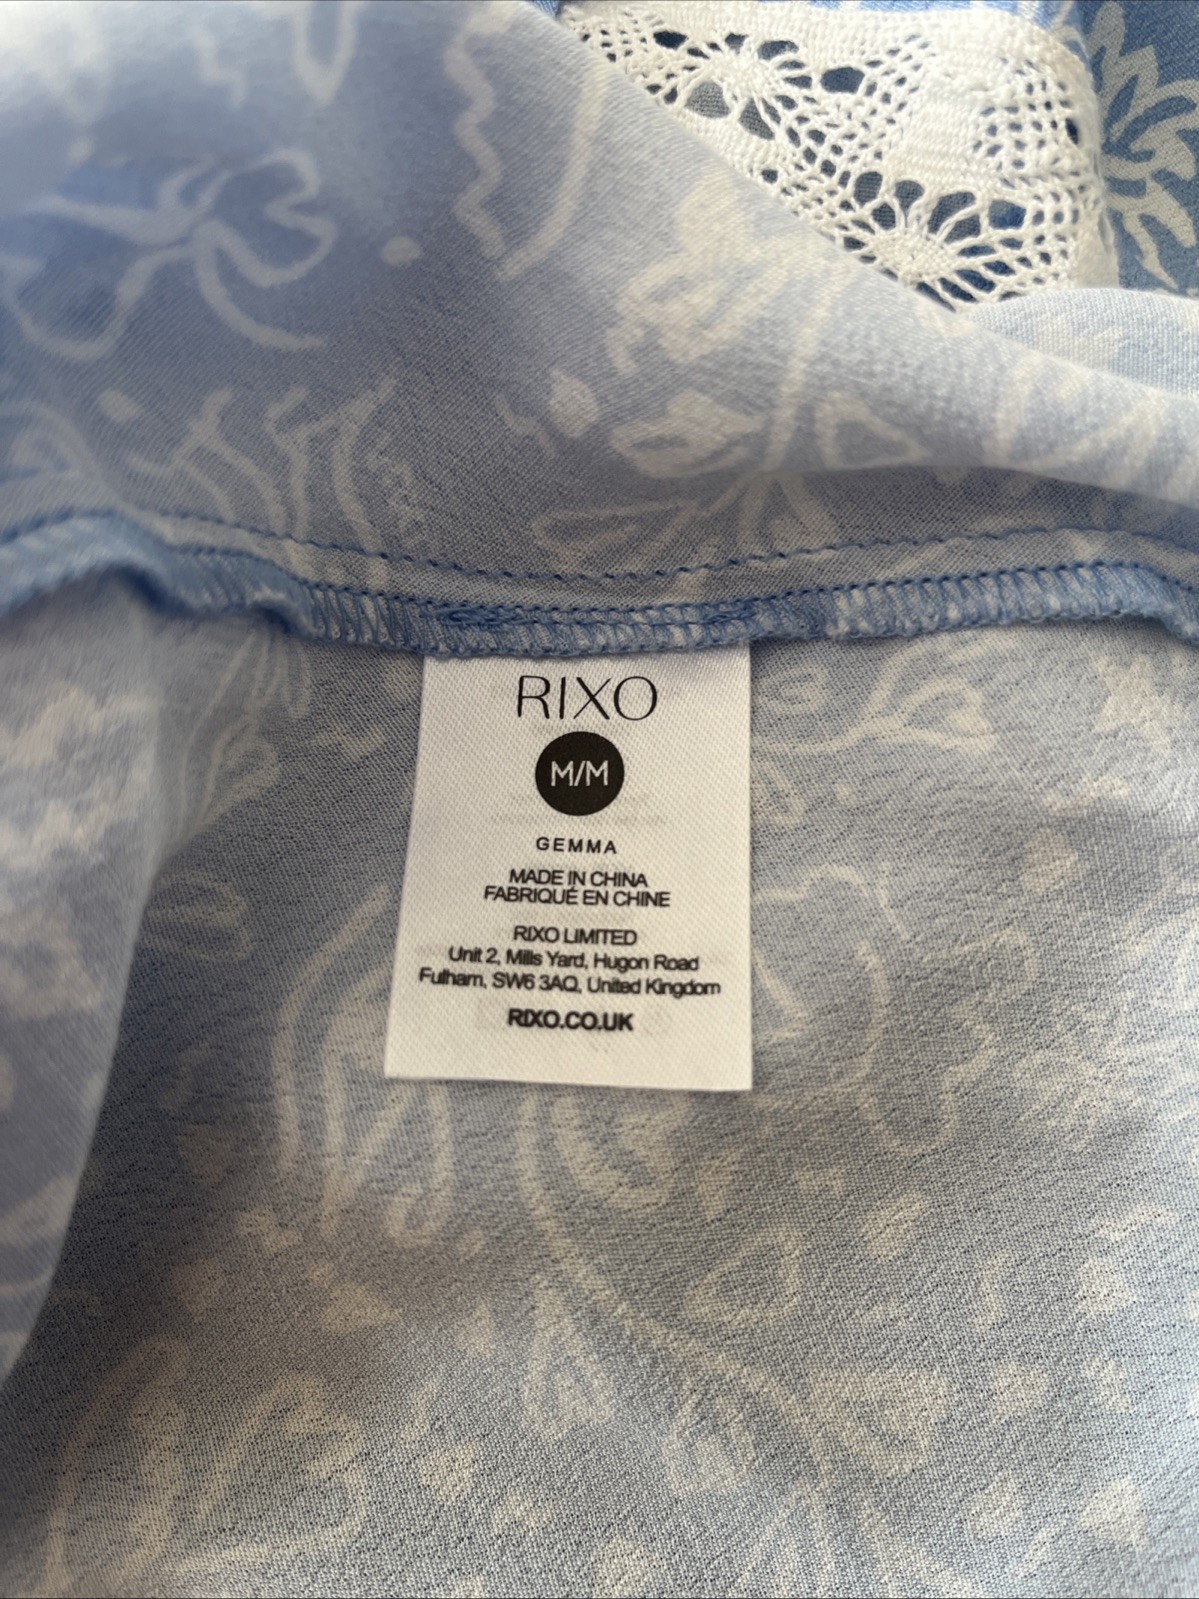 RIXO
M/M
GEMMA
MADE IN CHINA
FABRIQUÉ EN CHINE
RIXO LIMITED
Unit 2, Mills Yard, Hugon Road
Fulham, SW6 3AQ, United Kingdom
RIXO.CO.UK